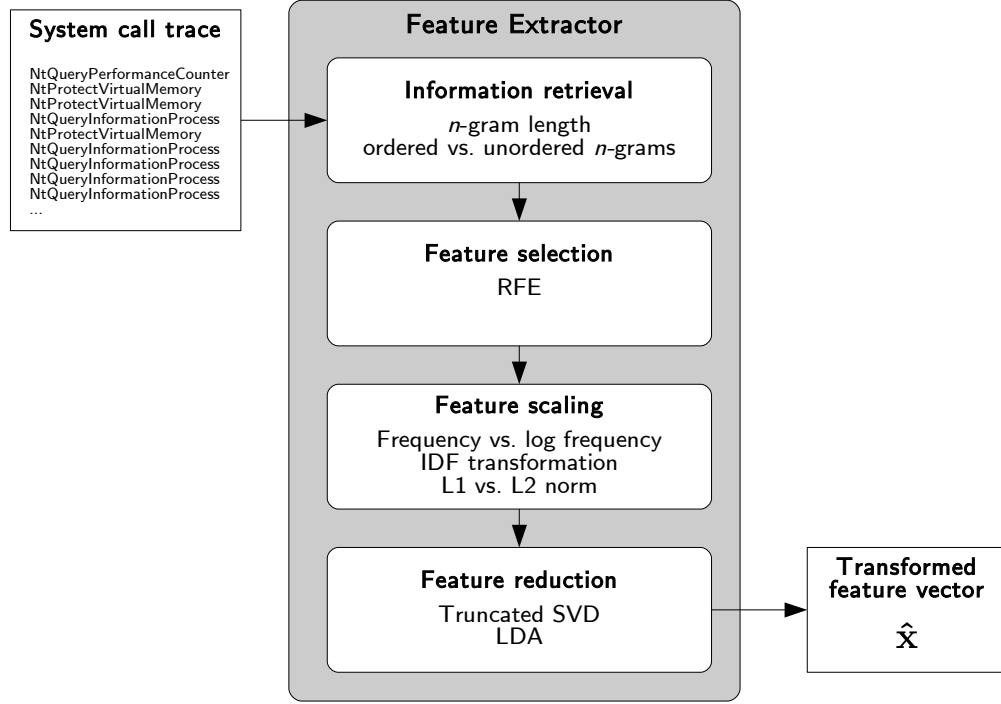 System call trace
NtQueryPerformanceCounter
NtProtectVirtualMemory
NtProtectVirtualMemory
NtQueryInformationProcess
NtProtectVirtualMemory
NtQueryInformationProcess
NtQueryInformationProcess
NtQueryInformationProcess
NtQueryInformationProcess
...
Feature Extractor
Information retrieval
n-gram length
ordered vs. unordered n-grams
Feature selection
RFE
Feature scaling
Frequency vs. log frequency
IDF transformation
L1 vs. L2 norm
Feature reduction
Truncated SVD
LDA
Transformed
feature vector
x̂